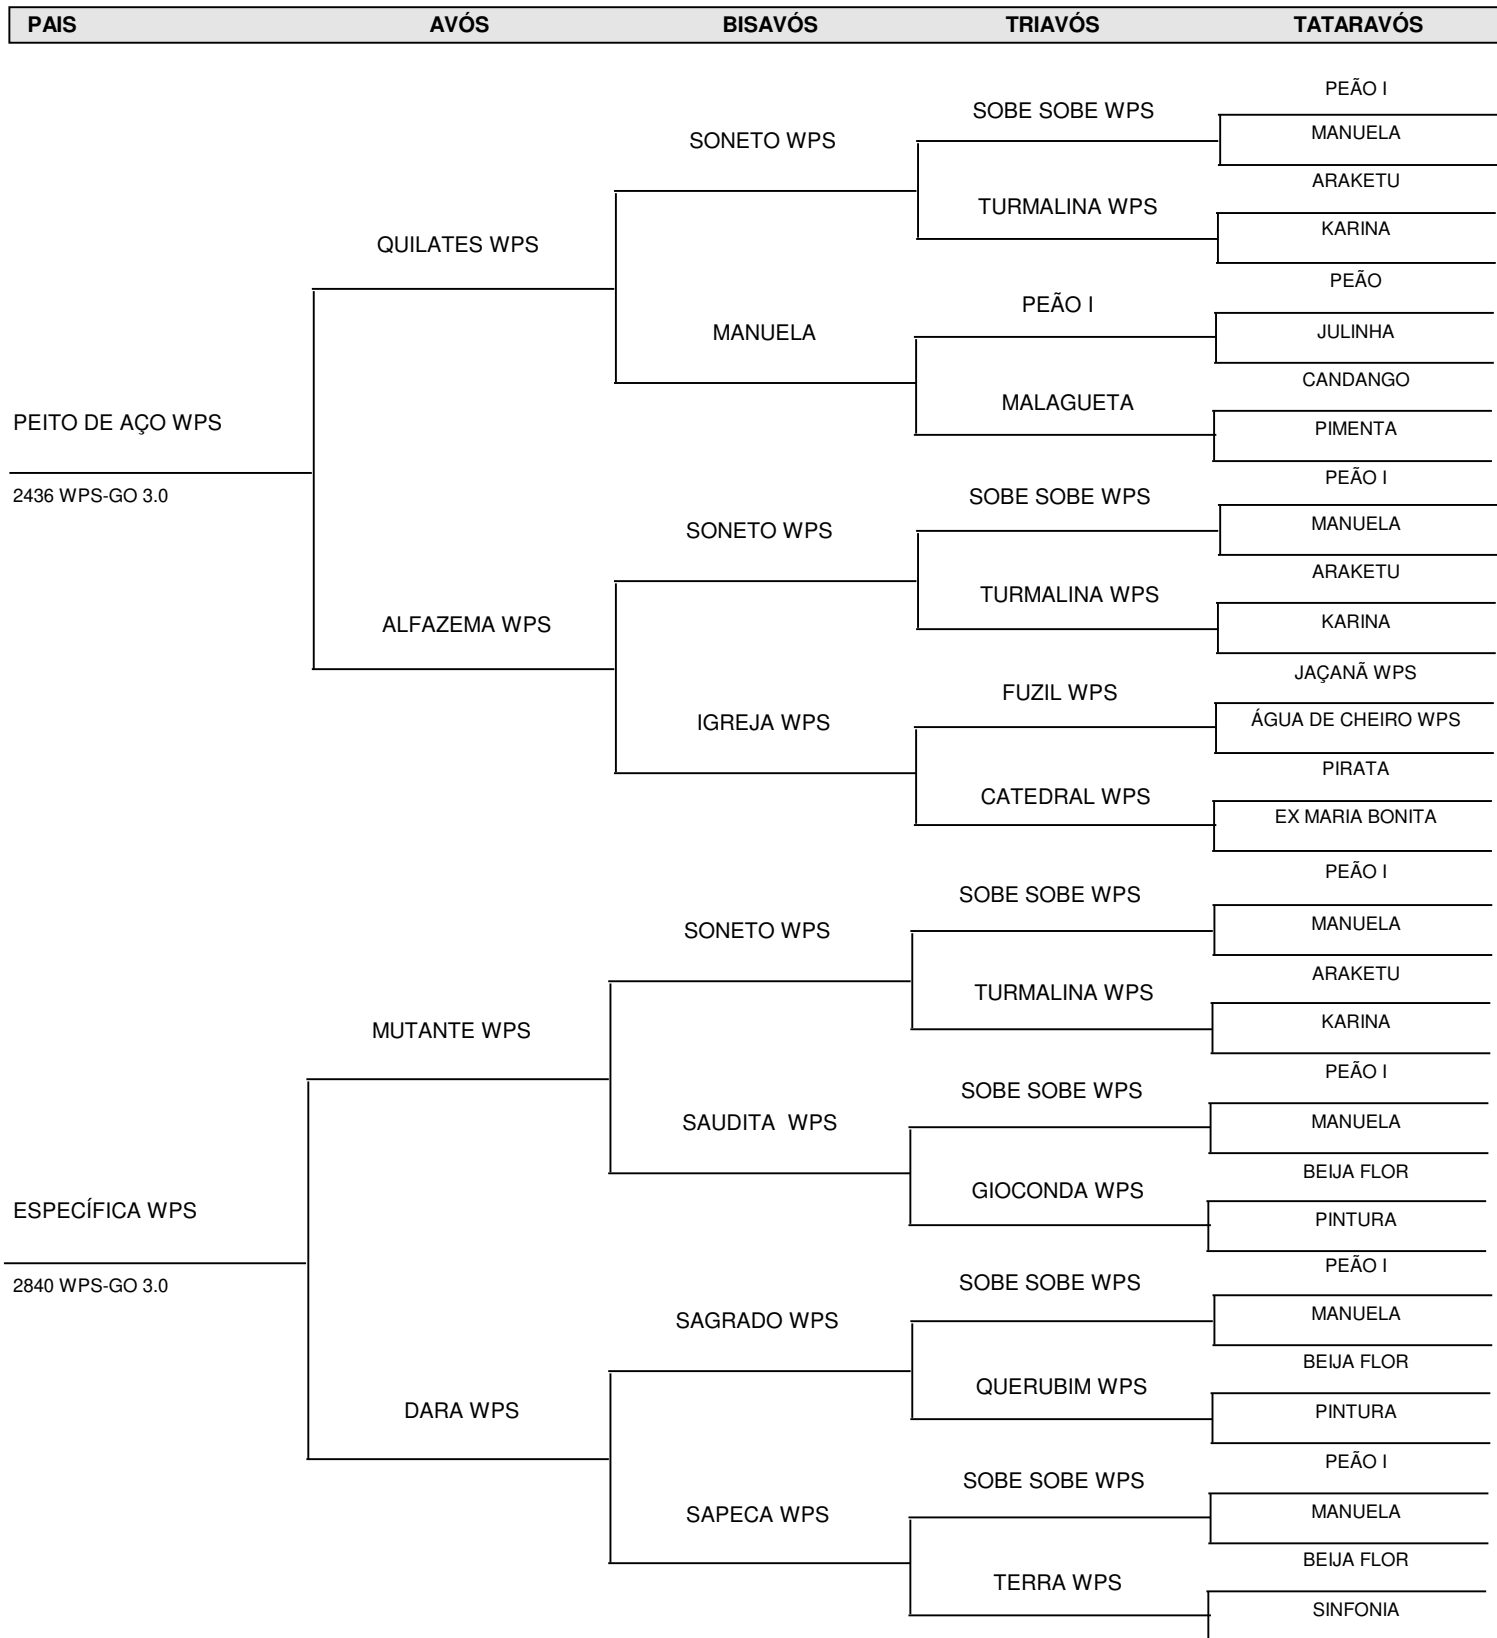 PAIS AVÓS BISAVÓS TRIAVÓS TATARAVÓS
PEÃO I
SOBE SOBE WPS
MANUELA
SONETO WPS
ARAKETU
TURMALINA WPS
KARINA
QUILATES WPS
PEÃO
PEÃO I
JULINHA
MANUELA
CANDANGO
MALAGUETA
PIMENTA
PEITO DE AÇO WPS
2436 WPS-GO 3.0
PEÃO I
SOBE SOBE WPS
MANUELA
SONETO WPS
ARAKETU
TURMALINA WPS
KARINA
ALFAZEMA WPS
JAÇANÃ WPS
FUZIL WPS
ÁGUA DE CHEIRO WPS
IGREJA WPS
PIRATA
CATEDRAL WPS
EX MARIA BONITA
PEÃO I
SOBE SOBE WPS
MANUELA
SONETO WPS
ARAKETU
TURMALINA WPS
KARINA
MUTANTE WPS
PEÃO I
SOBE SOBE WPS
MANUELA
SAUDITA  WPS
BEIJA FLOR
GIOCONDA WPS
PINTURA
ESPECÍFICA WPS
2840 WPS-GO 3.0
PEÃO I
SOBE SOBE WPS
MANUELA
SAGRADO WPS
BEIJA FLOR
QUERUBIM WPS
PINTURA
DARA WPS
PEÃO I
SOBE SOBE WPS
MANUELA
SAPECA WPS
BEIJA FLOR
TERRA WPS
SINFONIA